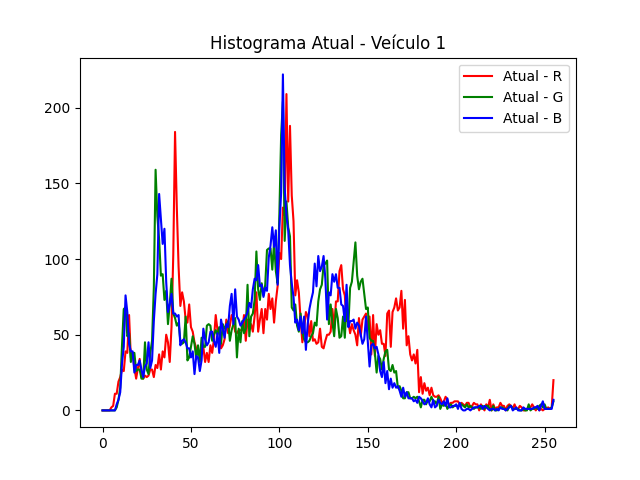 Histograma Atual - Veículo 1
Atual - R
Atual - G
Atual - B
200
150
100
50
0
0 50 100 150 200 250